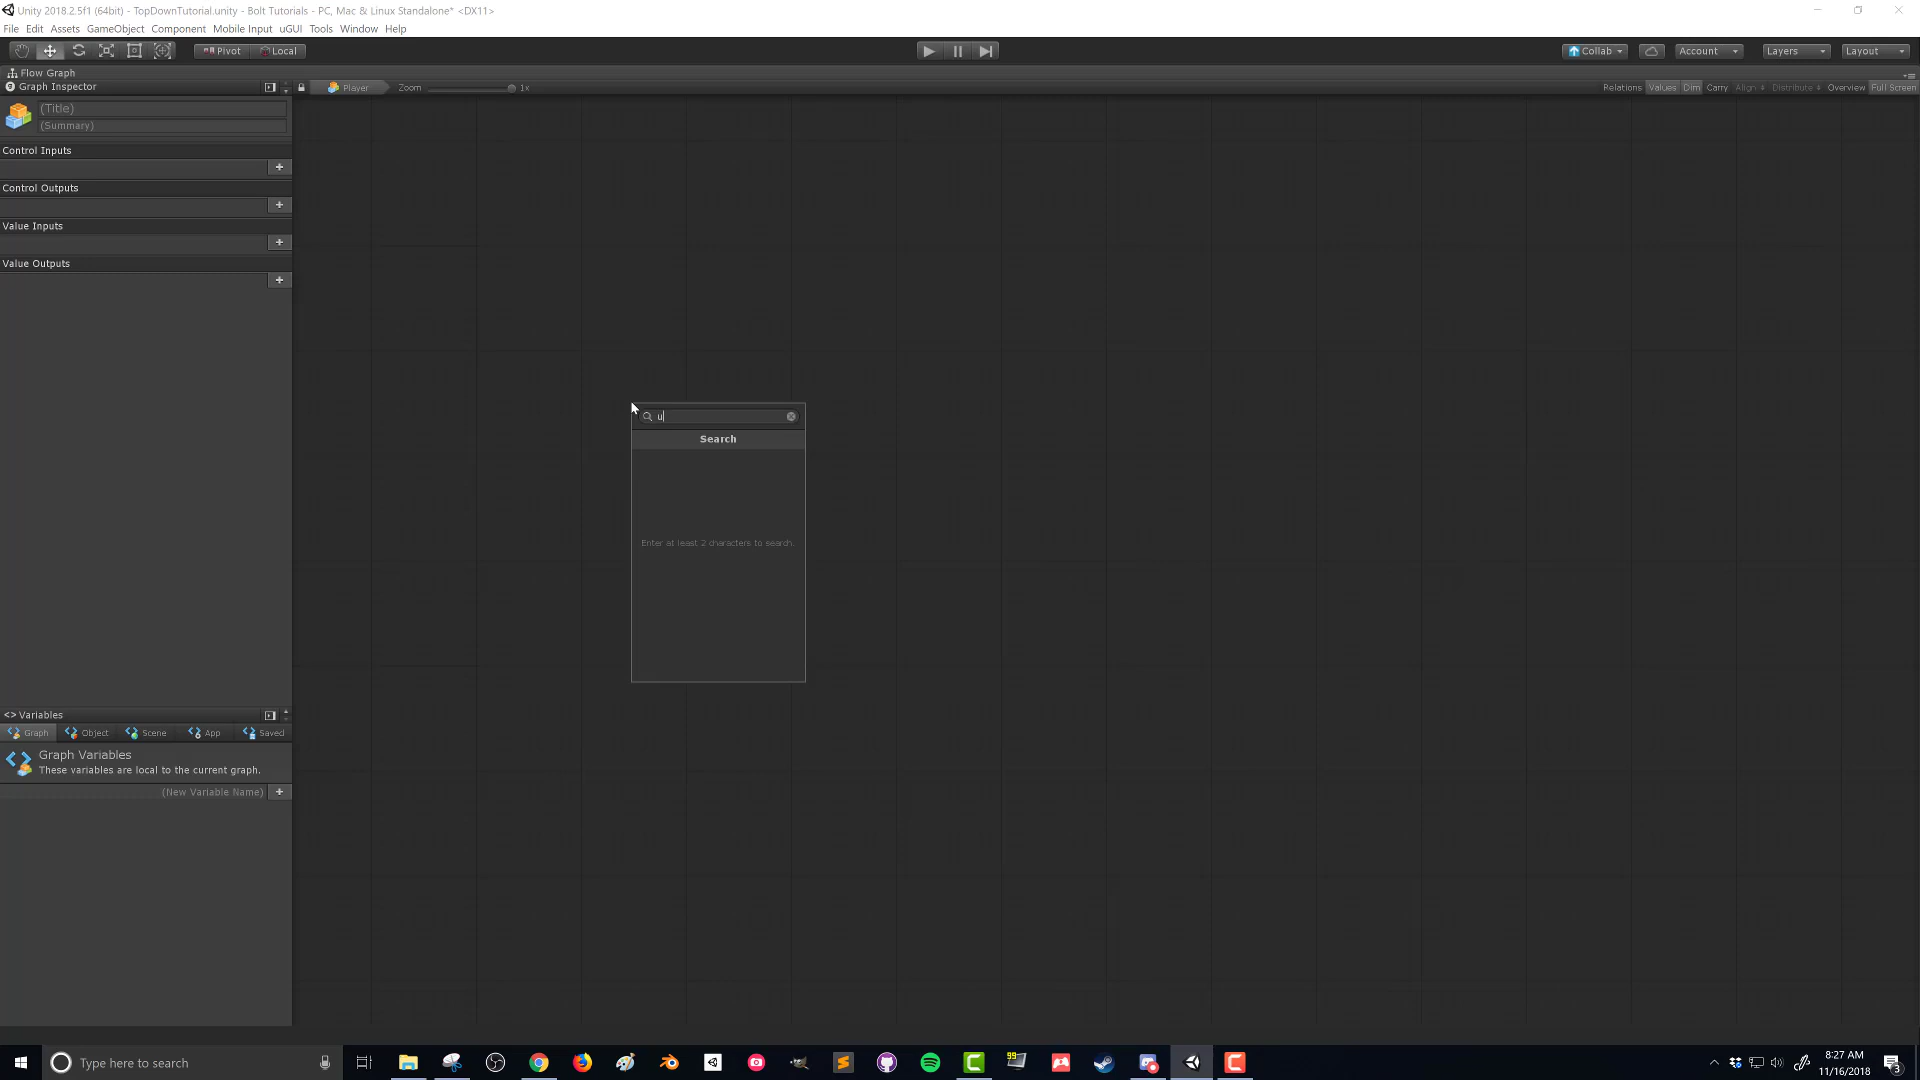 Unity 2018.2.5f1 (64bit) - TopDownTutorial.unity - Bolt Tutorials - PC, Mac & Linux Standalone* <DX11>
File Edit Assets GameObject Component Mobile Input uGUI Tools Window Help
Pivot Local Collab Account Layers Layout
Flow Graph
Graph Inspector Player Zoom 1x Relations Values Dim Carry Align Distribute Overview Full Screen
(Title)
(Summary)
Control Inputs
Control Outputs
Value Inputs
Value Outputs
u
Search
Enter at least 2 characters to search.
<> Variables
Graph Object Scene App Saved
Graph Variables
These variables are local to the current graph.
(New Variable Name)
Type here to search
99
8:27 AM
11/16/2018
3